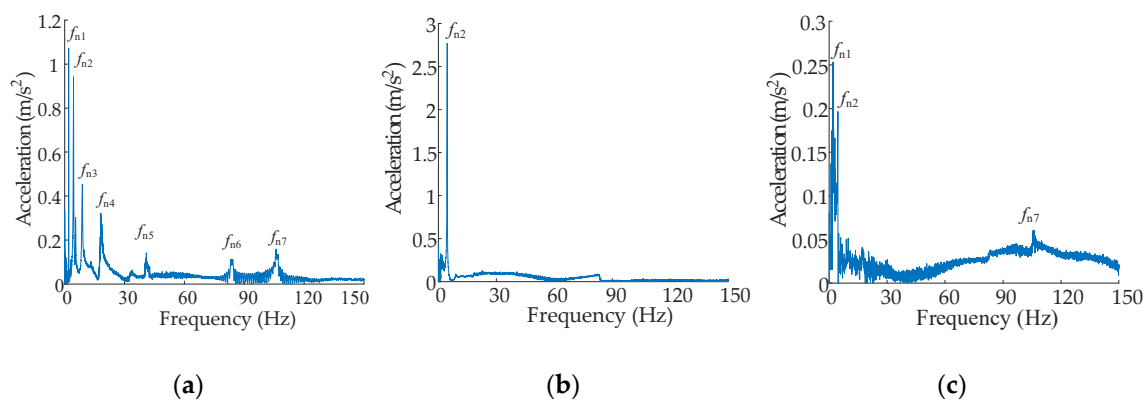 1.2
1
0.8
0.6
0.4
0.2
0
Acceleration (m/s²)
fn1
fn2
fn3
fn4
fn5
fn6
fn7
0 30 60 90 120 150
Frequency (Hz)
(a)
3
2.5
2
1.5
1
0.5
0
Acceleration (m/s²)
fn2
0 30 60 90 120 150
Frequency (Hz)
(b)
0.3
0.25
0.2
0.15
0.1
0.05
0
Acceleration (m/s²)
fn1
fn2
fn7
0 30 60 90 120 150
Frequency (Hz)
(c)